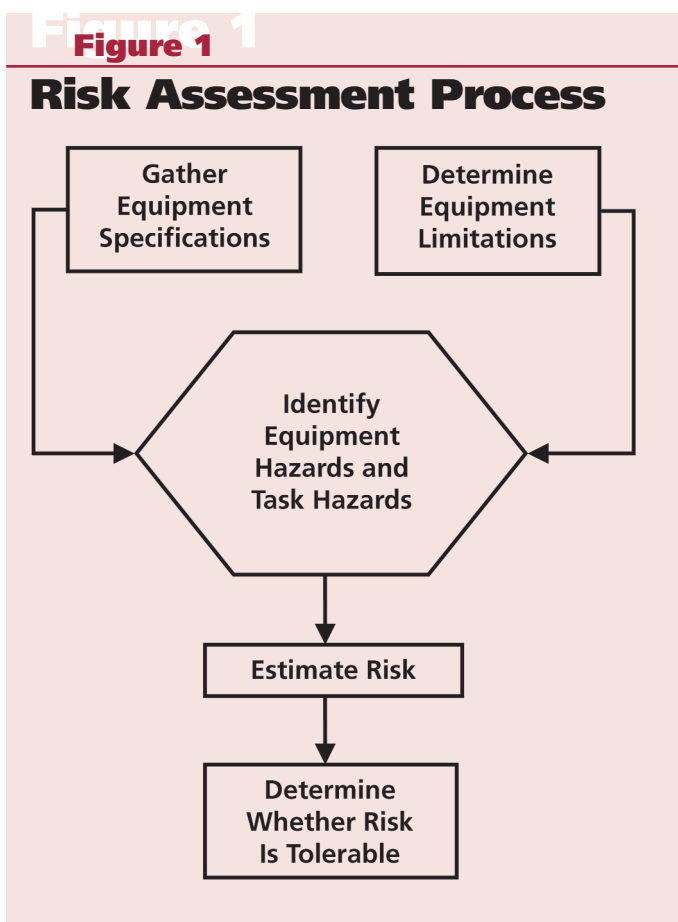 Figure 1
Figure 1
Risk Assessment Process
Gather
Equipment
Specifications
Determine
Equipment
Limitations
Identify
Equipment
Hazards and
Task Hazards
Estimate Risk
Determine
Whether Risk
Is Tolerable